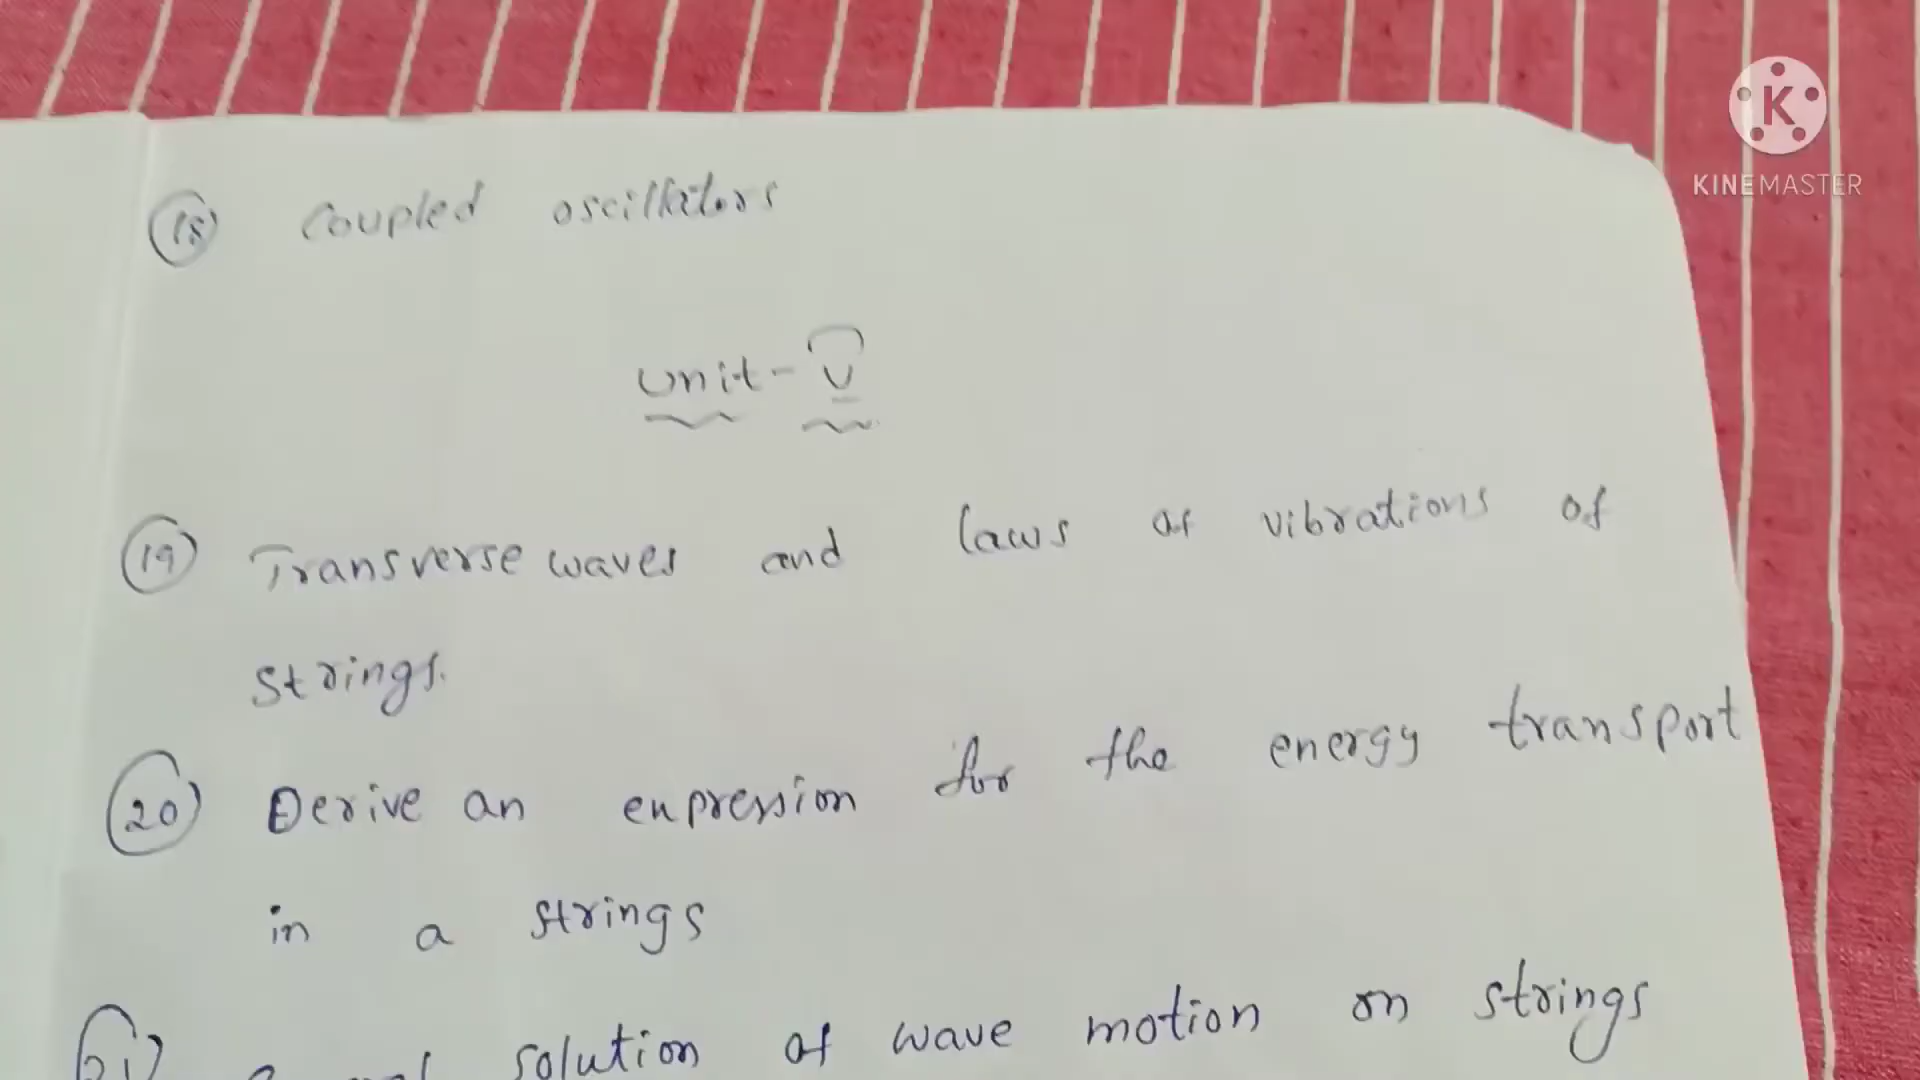 K
KINEMASTER
18 Coupled oscillators
Unit - V
19 Transverse waves and laws of vibrations of
strings.
20 Derive an expression for the energy transport
in a strings
21 solution of wave motion on strings